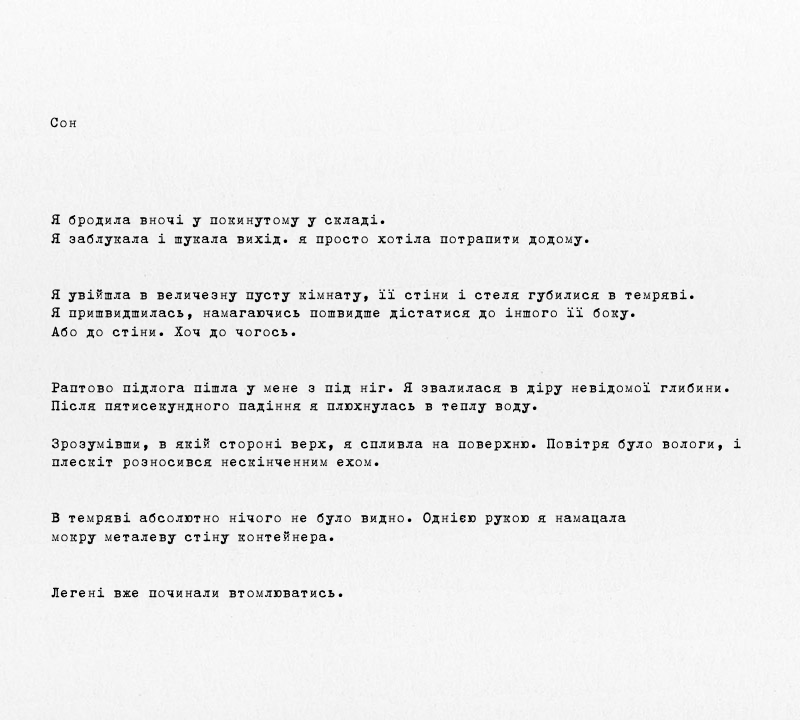 Сон
Я бродила вночі у покинутому у складі.
Я заблукала і шукала вихід. я просто хотіла потрапити додому.
Я увійшла в величезну пусту кімнату, її стіни і стеля губилися в темряві.
Я пришвидшилась, намагаючись пошвидше дістатися до іншого її боку.
Або до стіни. Хоч до чогось.
Раптово підлога пішла у мене з під ніг. Я звалилася в діру невідомої глибини.
Після пятисекундного падіння я плюхнулась в теплу воду.
Зрозумівши, в якій стороні верх, я спливла на поверхню. Повітря було вологи, і
плескіт розносився нескінченним ехом.
В темряві абсолютно нічого не було видно. Однією рукою я намацала
мокру металеву стіну контейнера.
Легені вже починали втомлюватись.